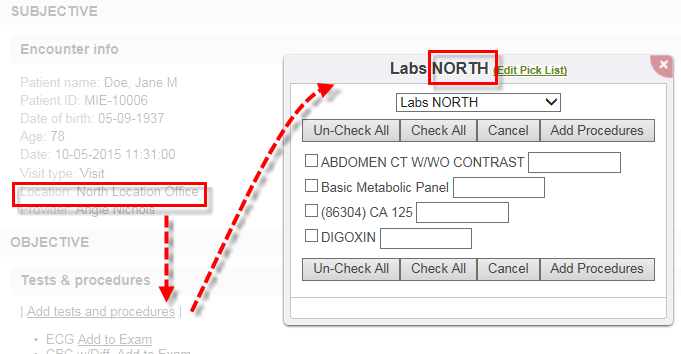 SUBJECTIVE
Encounter info
Patient name: Doe, Jane M
Patient ID: MIE-10006
Date of birth: 05-09-1937
Age: 78
Date: 10-05-2015 11:31:00
Visit type: Visit
Location: North Location Office
Provider: Angie Nichols
OBJECTIVE
Tests & procedures
| Add tests and procedures |
• ECG Add to Exam
• CBC w/Diff Add to Exam
Labs NORTH (Edit Pick List)
Labs NORTH
Un-Check All Check All Cancel Add Procedures
ABDOMEN CT W/WO CONTRAST
Basic Metabolic Panel
(86304) CA 125
DIGOXIN
Un-Check All Check All Cancel Add Procedures